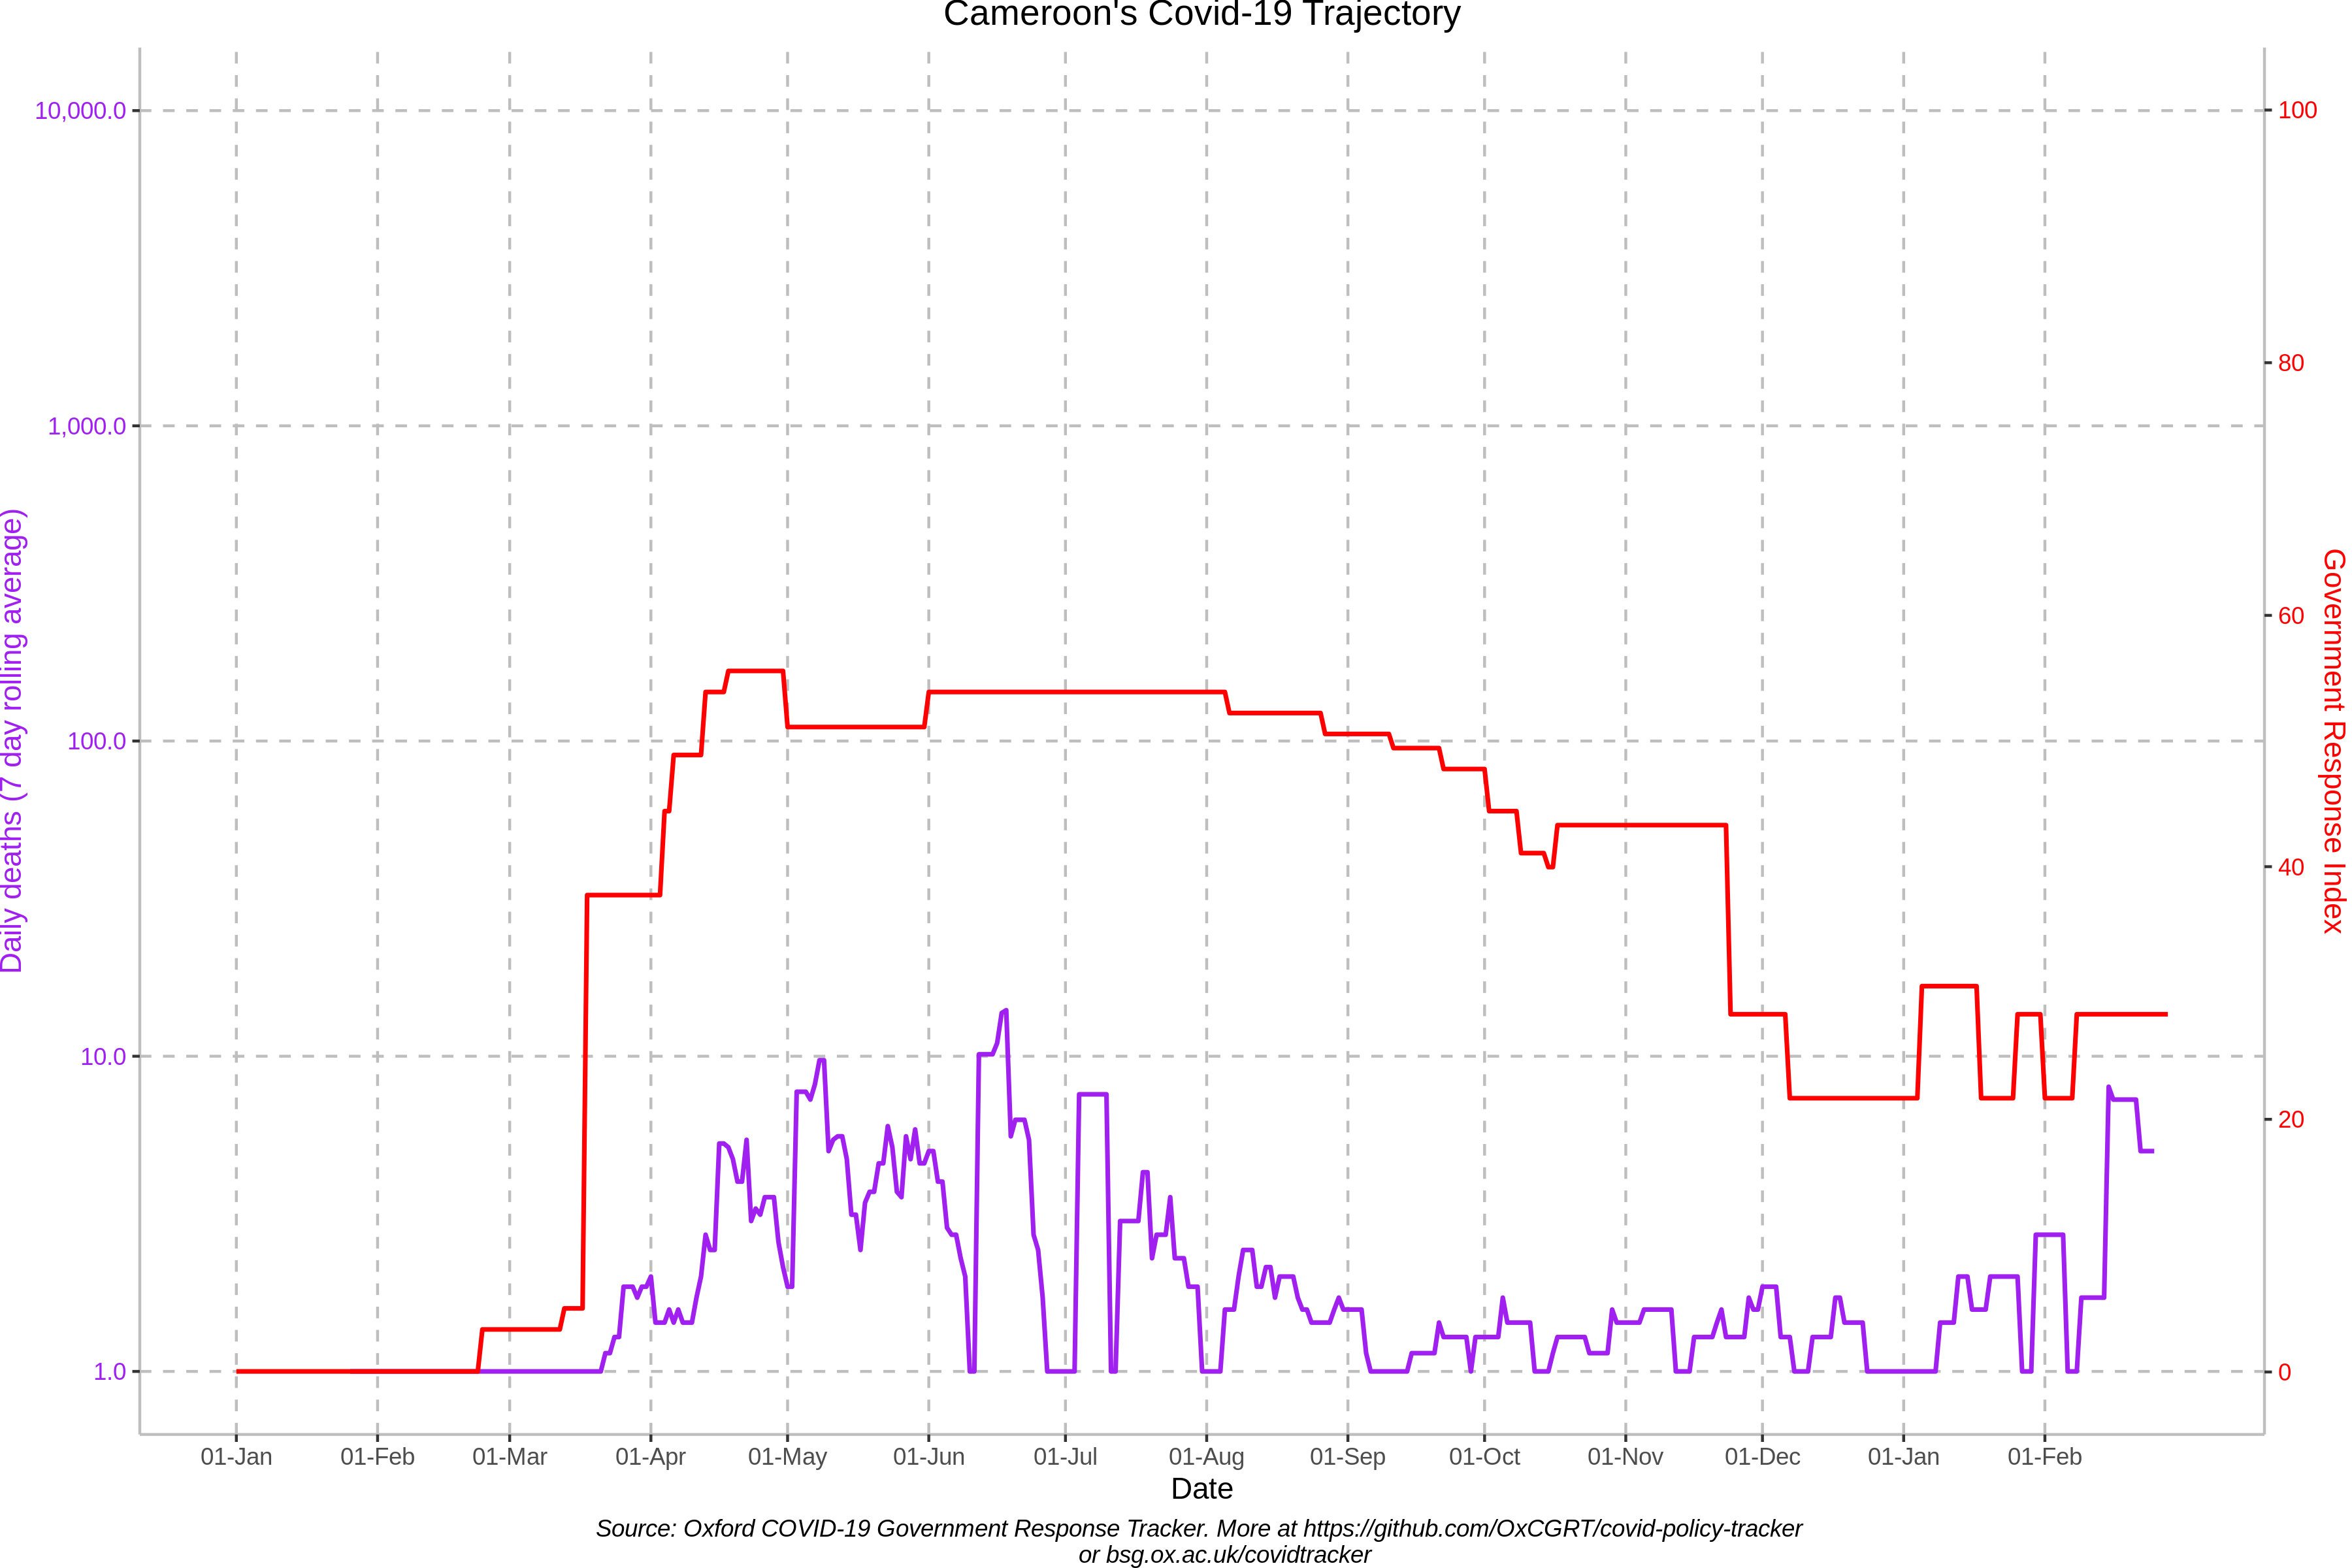 Cameroon's Covid-19 Trajectory
10,000.0
1,000.0
100.0
10.0
1.0
Daily deaths (7 day rolling average)
100
80
60
40
20
0
Government Response Index
01-Jan 01-Feb 01-Mar 01-Apr 01-May 01-Jun 01-Jul 01-Aug 01-Sep 01-Oct 01-Nov 01-Dec 01-Jan 01-Feb
Date
Source: Oxford COVID-19 Government Response Tracker. More at https://github.com/OxCGRT/covid-policy-tracker
or bsg.ox.ac.uk/covidtracker